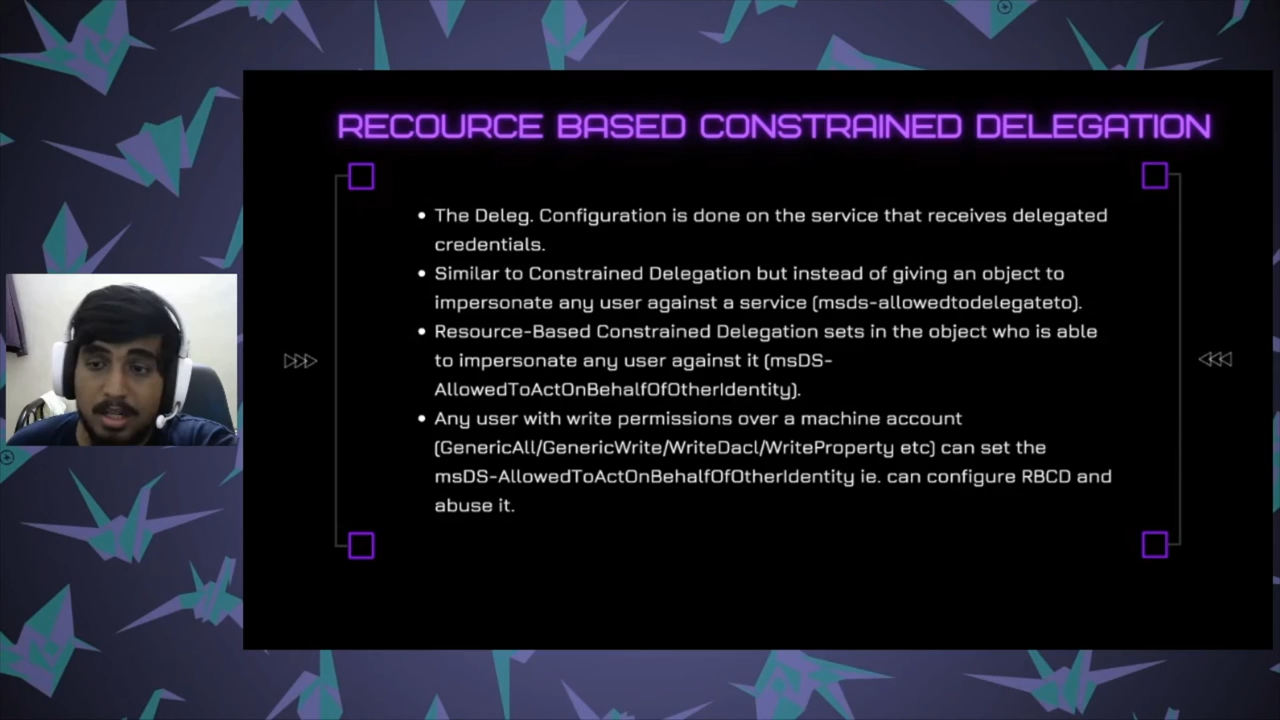 RECOURCE BASED CONSTRAINED DELEGATION
• The Deleg. Configuration is done on the service that receives delegated
credentials.
• Similar to Constrained Delegation but instead of giving an object to
impersonate any user against a service (msds-allowedtodelegateto).
• Resource-Based Constrained Delegation sets in the object who is able
to impersonate any user against it (msDS-
AllowedToActOnBehalfOfOtherIdentity).
• Any user with write permissions over a machine account
(GenericAll/GenericWrite/WriteDacl/WriteProperty etc) can set the
msDS-AllowedToActOnBehalfOfOtherIdentity ie. can configure RBCD and
abuse it.